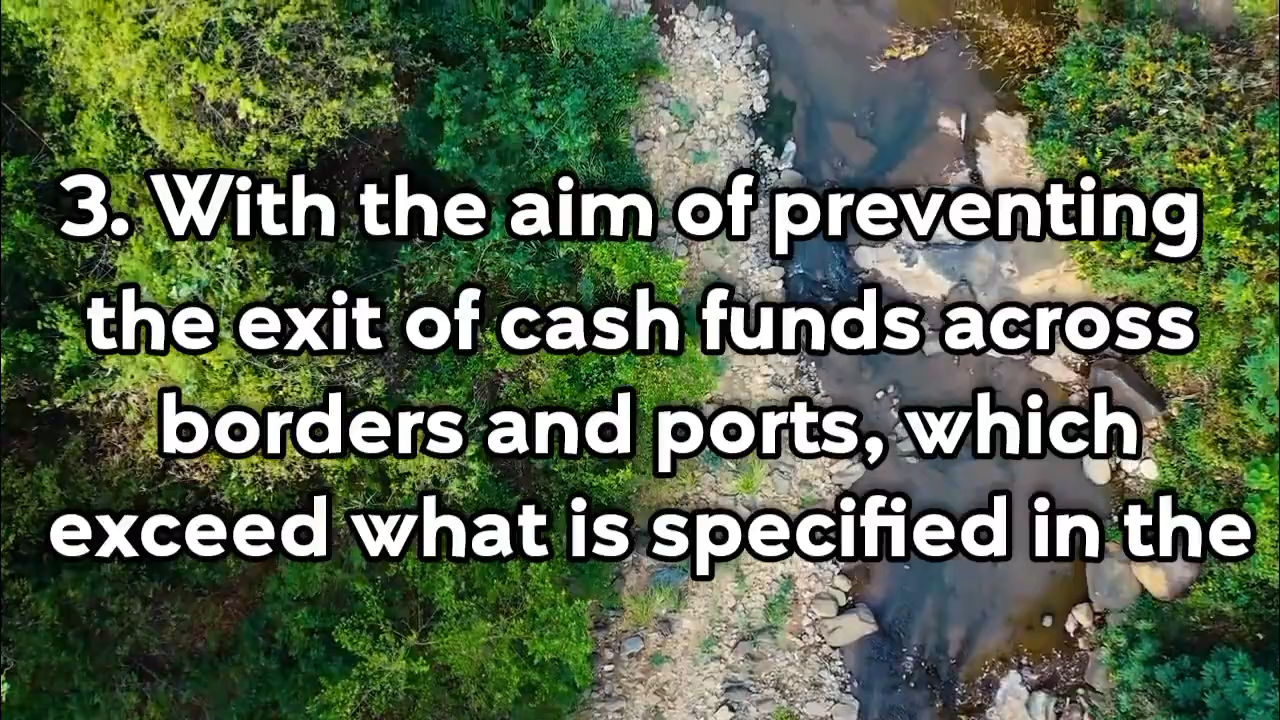 3. With the aim of preventing
the exit of cash funds across
borders and ports, which
exceed what is specified in the